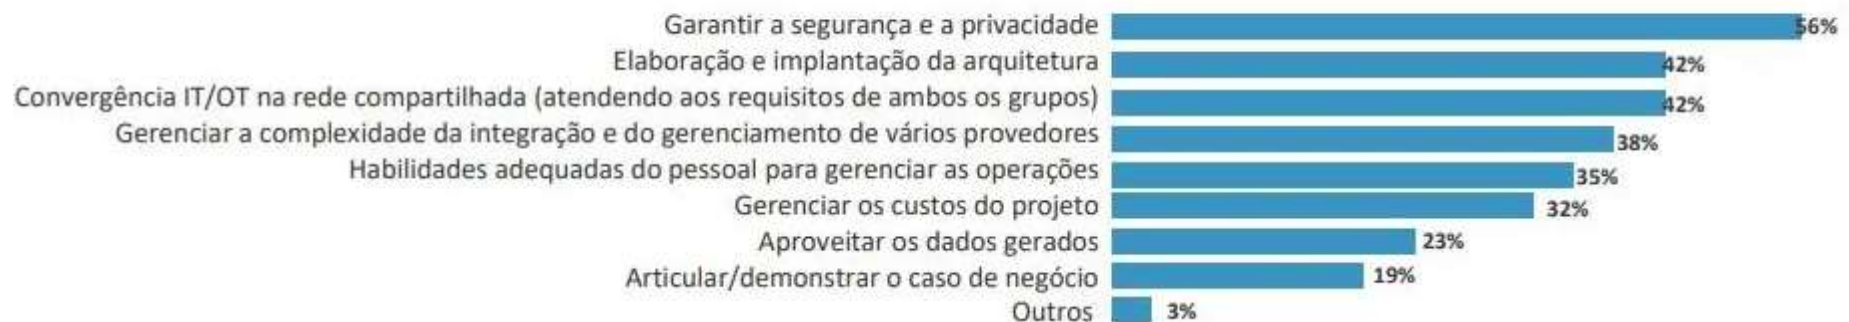 Garantir a segurança e a privacidade 56%
Elaboração e implantação da arquitetura 42%
Convergência IT/OT na rede compartilhada (atendendo aos requisitos de ambos os grupos) 42%
Gerenciar a complexidade da integração e do gerenciamento de vários provedores 38%
Habilidades adequadas do pessoal para gerenciar as operações 35%
Gerenciar os custos do projeto 32%
Aproveitar os dados gerados 23%
Articular/demonstrar o caso de negócio 19%
Outros 3%